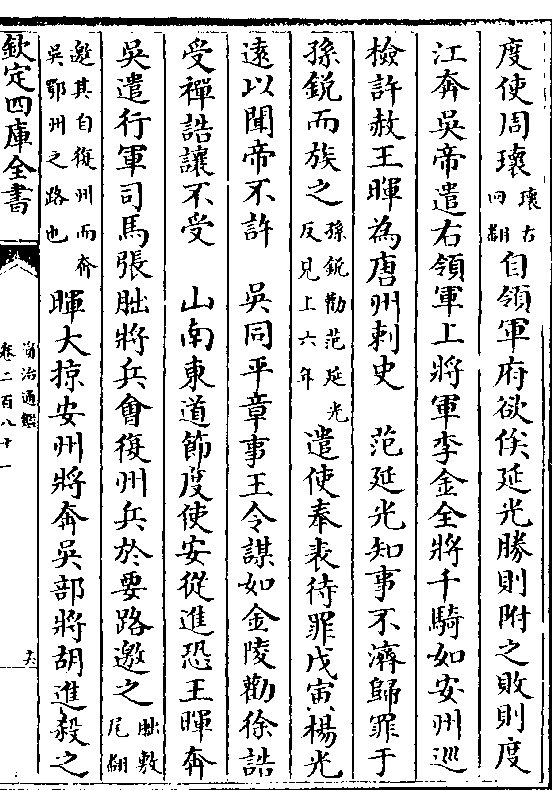 度使周瓌瓌古回翻自領軍府欲俟延光勝則附之敗則度
江奔吳帝遣右領軍上將軍李金全將千騎如安州巡
檢許赦王暉為唐州刺史　范延光知事不濟歸罪于
孫銳而族之孫銳勸范延光反見上六年遣使奉表待罪戊寅楊光
遠以聞帝不許　吳同平章事王令謀如金陵勸徐誥
受禪誥讓不受　山南東道節度使安從進恐王暉奔
吳遣行軍司馬張朏將兵會復州兵於要路邀之朏敷尾翻
邀其自復州而奔吳鄂州之路也暉大掠安州將奔吳部將胡進殺之
欽定四庫全書
資治通鑑
卷二百八十一